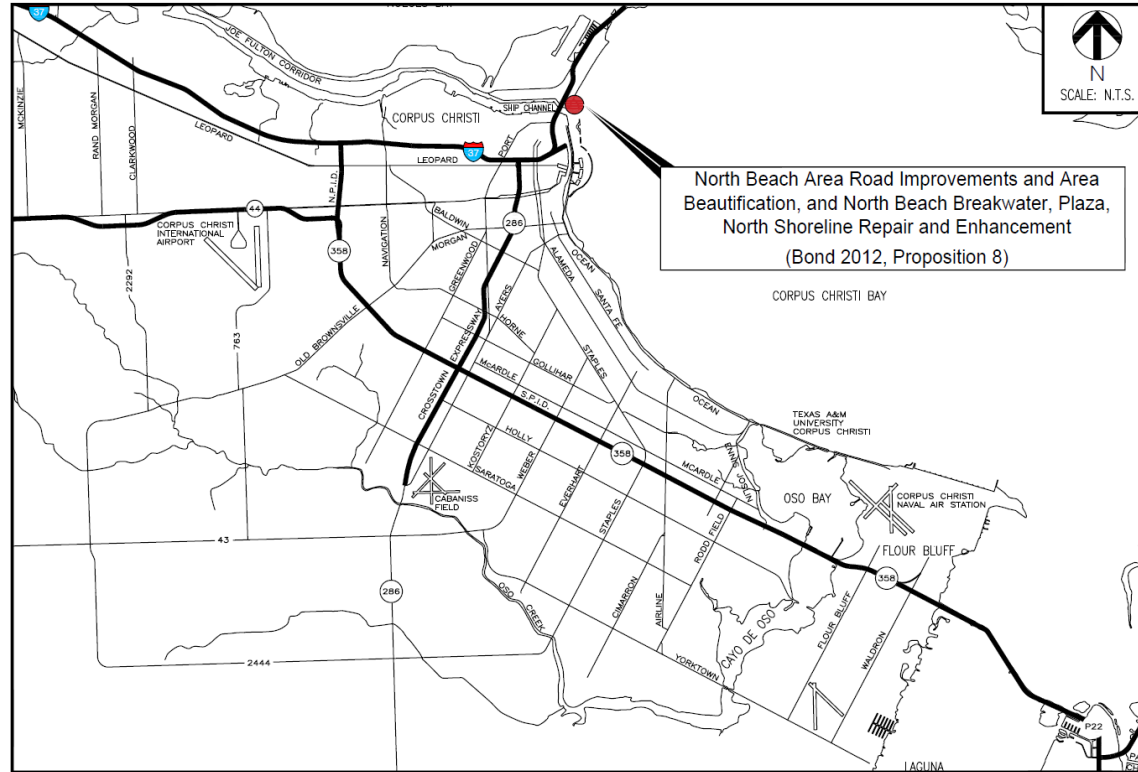 37
JOE FULTON CORRIDOR
N
SCALE: N.T.S.
McKINZIE
RAND MORGAN
CLARKWOOD
LEOPARD
CORPUS CHRISTI
SHIP CHANNEL
PORT
37
LEOPARD
N.P.I.D.
North Beach Area Road Improvements and Area
Beautification, and North Beach Breakwater, Plaza,
North Shoreline Repair and Enhancement
(Bond 2012, Proposition 8)
44
CORPUS CHRISTI
INTERNATIONAL
AIRPORT
358
NAVIGATION
BALDWIN
MORGAN
GREENWOOD
286
ALAMEDA
OCEAN
SANTA FE
CORPUS CHRISTI BAY
2292
763
OLD BROWNSVILLE
CROSSTOWN
EXPRESSWAY
AYERS
HORNE
GOLLIHAR
McARDLE
S.P.I.D.
STAPLES
OCEAN
TEXAS A&M
UNIVERSITY
CORPUS CHRISTI
KOSTORYZ
HOLLY
WEBER
SARATOGA
EVERHART
STAPLES
358
MCARDLE
ENNIS JOSLIN
OSO BAY
CORPUS CHRISTI
NAVAL AIR STATION
CABANISS
FIELD
RODD FIELD
FLOUR BLUFF
43
358
286
OSO CREEK
CIMARRON
AIRLINE
CAYO DE OSO
FLOUR BLUFF
WALDRON
2444
YORKTOWN
P22
LAGUNA